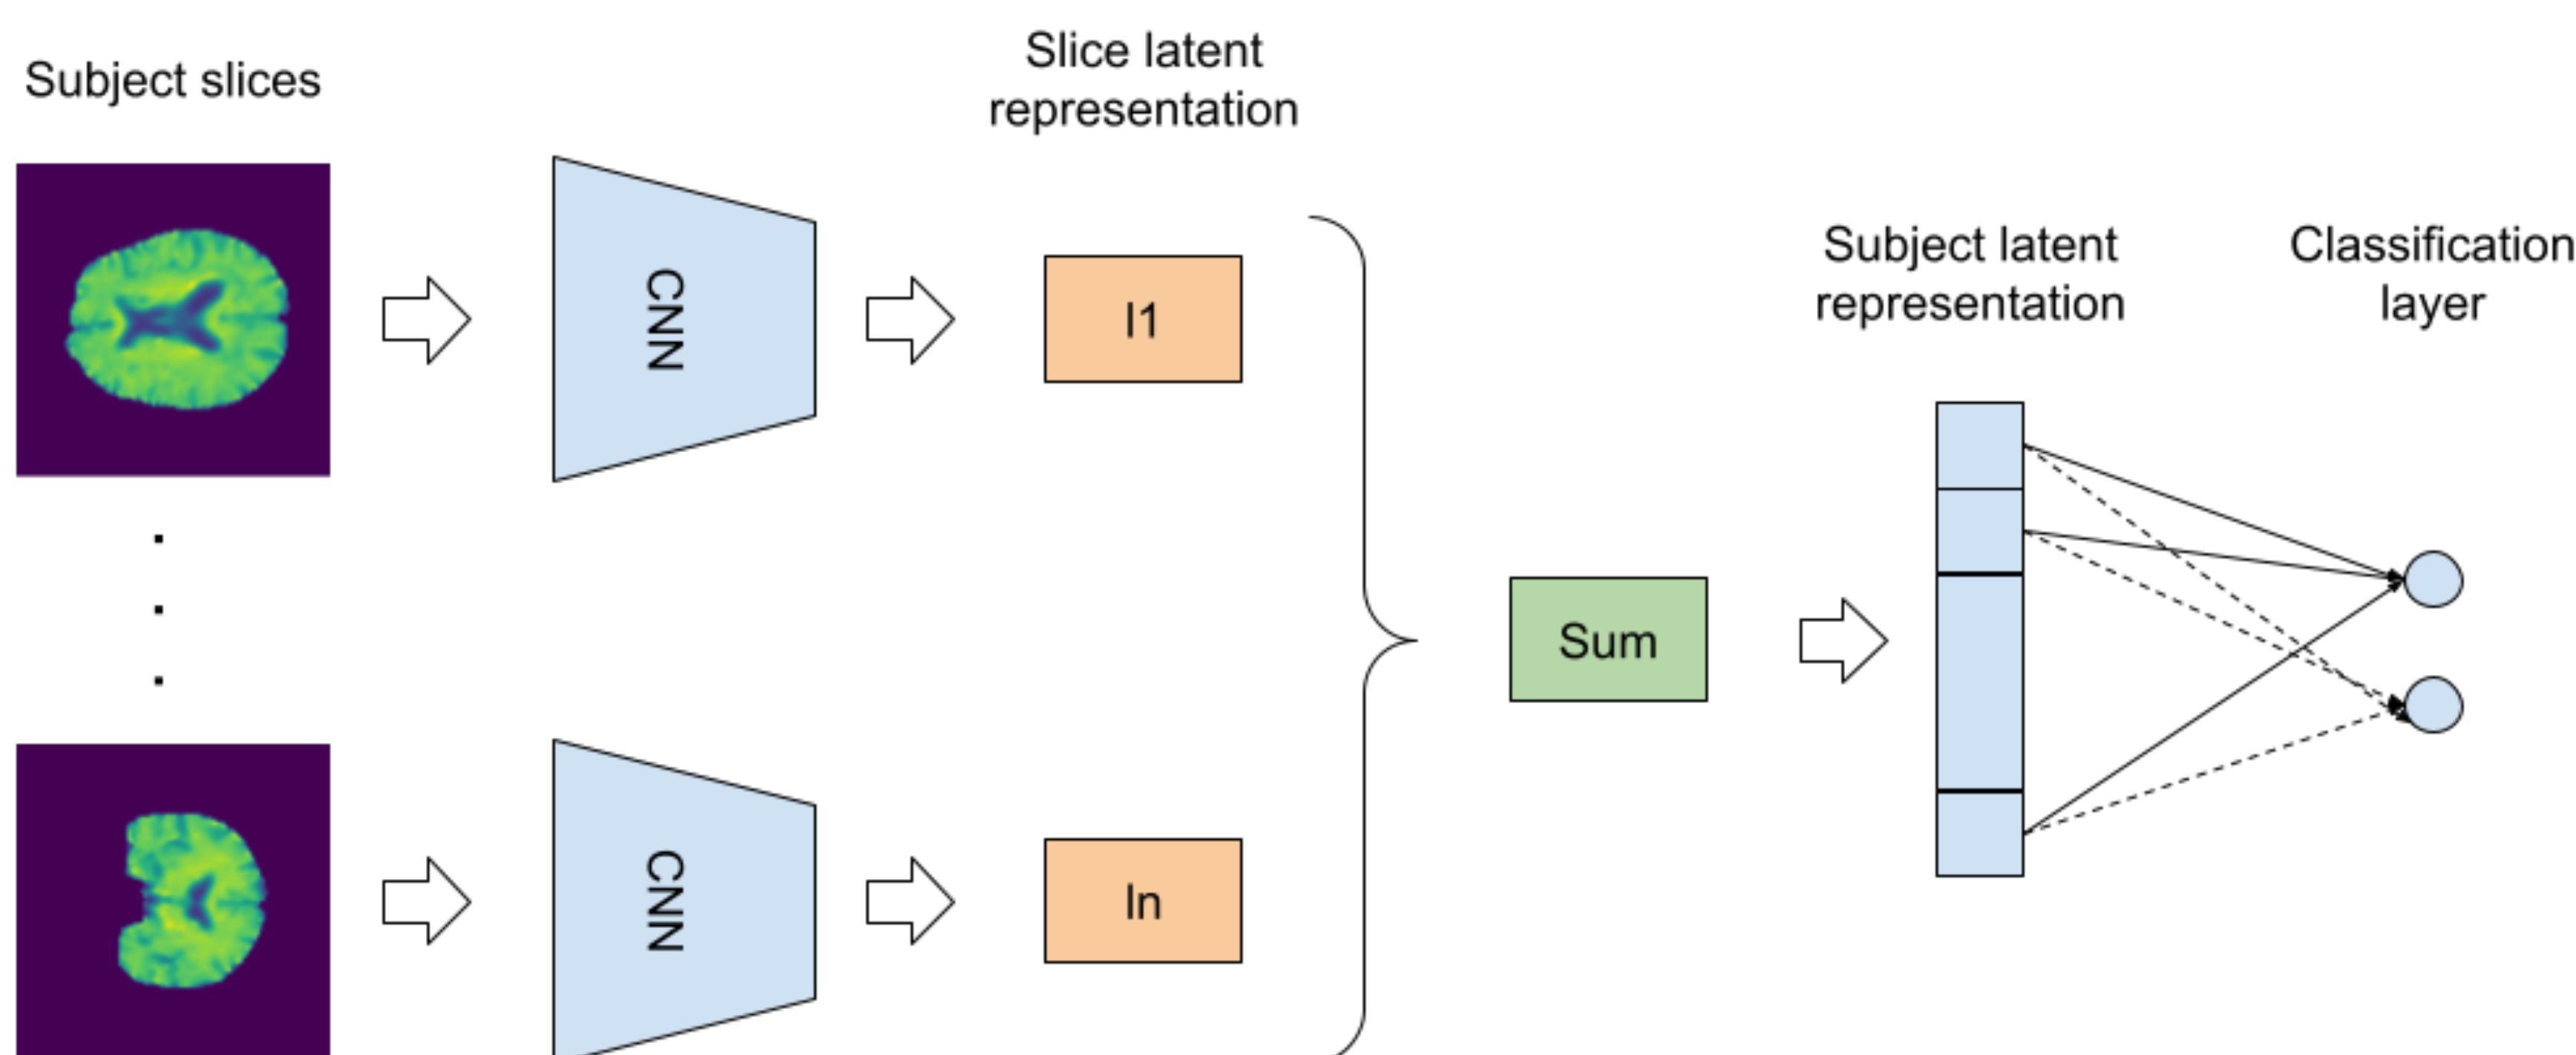 Subject slices
Slice latent
representation
CNN
l1
Subject latent
representation
Classification
layer
Sum
CNN
ln